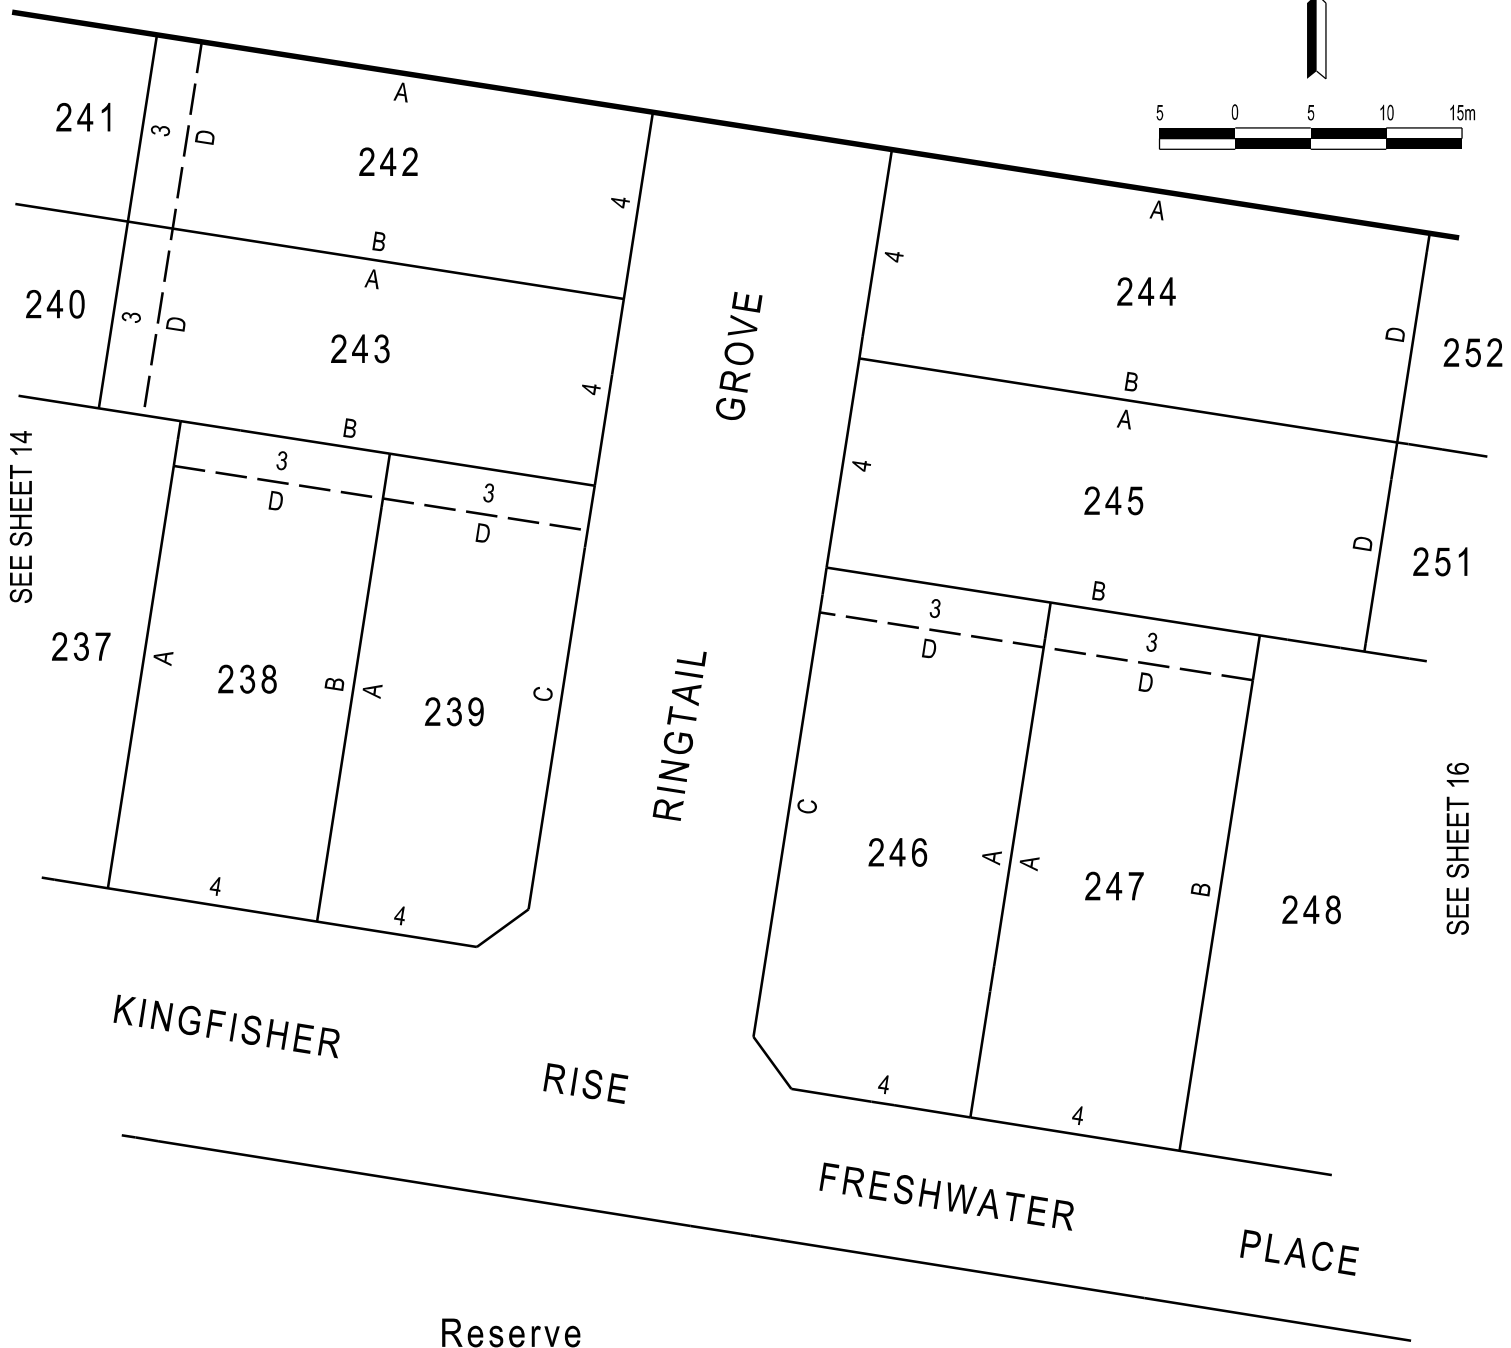 5 0 5 10 15m
A
241
3
D
242
4
B
A
240
3
D
243
4
B
A
4
244
D
252
B
A
4
245
D
251
B
GROVE
RINGTAIL
SEE SHEET 14
237
3
D
A
238
B
4
3
D
A
239
C
4
3
D
C
246
A
4
3
D
A
247
B
4
248
SEE SHEET 16
KINGFISHER
RISE
FRESHWATER
PLACE
Reserve